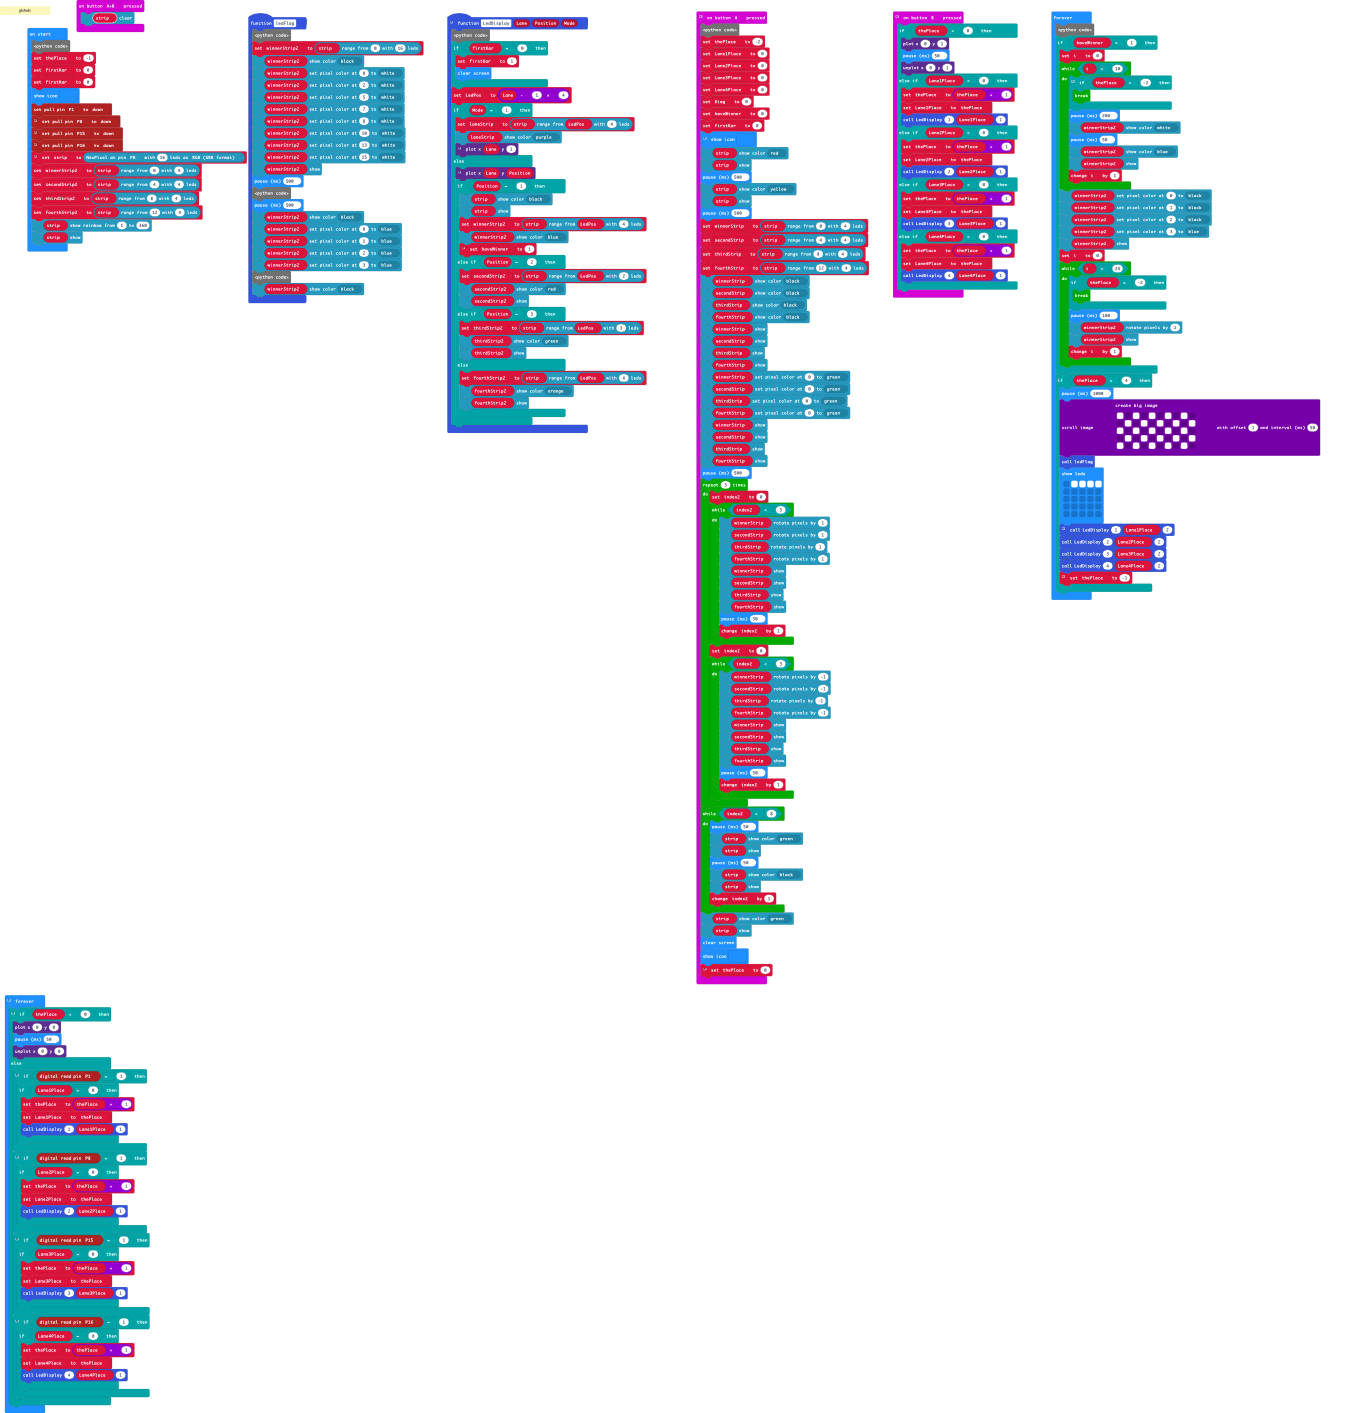 on button A+B pressed
strip clear
on start
<python code>
set thePlace to -1
set firstBar to 0
set firstBar to 0
show icon
set pull pin P1 to down
set pull pin P8 to down
set pull pin P15 to down
set pull pin P16 to down
set strip to NeoPixel at pin P0 with 16 leds as RGB (GRB format)
set winnerStrip2 to strip range from 0 with 4 leds
set secondStrip2 to strip range from 4 with 4 leds
set thirdStrip2 to strip range from 8 with 4 leds
set fourthStrip2 to strip range from 12 with 4 leds
strip show rainbow from 1 to 360
strip show
function ledFlag
<python code>
set winnerStrip2 to strip range from 0 with 16 leds
winnerStrip2 show color black
winnerStrip2 set pixel color at 0 to white
winnerStrip2 set pixel color at 2 to white
winnerStrip2 set pixel color at 5 to white
winnerStrip2 set pixel color at 7 to white
winnerStrip2 set pixel color at 8 to white
winnerStrip2 set pixel color at 10 to white
winnerStrip2 set pixel color at 13 to white
winnerStrip2 set pixel color at 15 to white
winnerStrip2 show
pause (ms) 500
<python code>
pause (ms) 500
winnerStrip2 show color black
winnerStrip2 set pixel color at 0 to blue
winnerStrip2 set pixel color at 1 to blue
winnerStrip2 set pixel color at 2 to blue
winnerStrip2 set pixel color at 3 to blue
<python code>
winnerStrip2 show color black
function LedDisplay Lane Position Mode
<python code>
if firstBar = 0 then
set firstBar to 1
clear screen
set LedPos to Lane - 1 x 4
if Mode = 1 then
set laneStrip to strip range from LedPos with 4 leds
laneStrip show color purple
plot x Lane y 1
else
plot x Lane y Position
if Position = 1 then
strip show color black
strip show
set winnerStrip2 to strip range from LedPos with 4 leds
winnerStrip2 show color blue
set haveWinner to 1
else if Position = 2 then
set secondStrip2 to strip range from LedPos with 2 leds
secondStrip2 show color red
secondStrip2 show
else if Position = 3 then
set thirdStrip2 to strip range from LedPos with 3 leds
thirdStrip2 show color green
thirdStrip2 show
else
set fourthStrip2 to strip range from LedPos with 4 leds
fourthStrip2 show color orange
fourthStrip2 show
on button A pressed
<python code>
set thePlace to -2
set Lane1Place to 0
set Lane2Place to 0
set Lane3Place to 0
set Lane4Place to 0
set Diag to 0
set haveWinner to 0
set firstBar to 0
show icon
strip show color red
strip show
pause (ms) 500
strip show color yellow
strip show
pause (ms) 500
set winnerStrip to strip range from 0 with 4 leds
set secondStrip to strip range from 4 with 4 leds
set thirdStrip to strip range from 8 with 4 leds
set fourthStrip to strip range from 12 with 4 leds
winnerStrip show color black
secondStrip show color black
thirdStrip show color black
fourthStrip show color black
winnerStrip show
secondStrip show
thirdStrip show
fourthStrip show
winnerStrip set pixel color at 0 to green
secondStrip set pixel color at 0 to green
thirdStrip set pixel color at 0 to green
fourthStrip set pixel color at 0 to green
winnerStrip show
secondStrip show
thirdStrip show
fourthStrip show
pause (ms) 500
repeat 5 times
do set index2 to 0
while index2 < 3
do winnerStrip rotate pixels by 1
secondStrip rotate pixels by 1
thirdStrip rotate pixels by 1
fourthStrip rotate pixels by 1
winnerStrip show
secondStrip show
thirdStrip show
fourthStrip show
pause (ms) 50
change index2 by 1
set index2 to 0
while index2 < 3
do winnerStrip rotate pixels by -1
secondStrip rotate pixels by -1
thirdStrip rotate pixels by -1
fourthStrip rotate pixels by -1
winnerStrip show
secondStrip show
thirdStrip show
fourthStrip show
pause (ms) 50
change index2 by 1
while index2 < 8
do pause (ms) 50
strip show color green
strip show
pause (ms) 50
strip show color black
strip show
change index2 by 1
strip show color green
strip show
clear screen
show icon
set thePlace to 0
on button B pressed
if thePlace < 0 then
plot x 0 y 1
pause (ms) 50
unplot x 0 y 1
else if Lane1Place = 0 then
set thePlace to thePlace + 1
set Lane1Place to thePlace
call LedDisplay 1 Lane1Place 1
else if Lane2Place = 0 then
set thePlace to thePlace + 1
set Lane2Place to thePlace
call LedDisplay 2 Lane2Place 1
else if Lane3Place = 0 then
set thePlace to thePlace + 1
set Lane3Place to thePlace
call LedDisplay 3 Lane3Place 1
else if Lane4Place = 0 then
set thePlace to thePlace + 1
set Lane4Place to thePlace
call LedDisplay 4 Lane4Place 1
forever
<python code>
if haveWinner = 1 then
set i to 0
while i < 10
do if thePlace = -2 then
break
pause (ms) 200
winnerStrip2 show color white
pause (ms) 50
winnerStrip2 show color blue
winnerStrip2 show
change i by 1
winnerStrip2 set pixel color at 0 to black
winnerStrip2 set pixel color at 1 to black
winnerStrip2 set pixel color at 2 to black
winnerStrip2 set pixel color at 3 to blue
winnerStrip2 show
set i to 0
while i < 24
do if thePlace = -2 then
break
pause (ms) 100
winnerStrip2 rotate pixels by 1
winnerStrip2 show
change i by 1
if thePlace = 4 then
pause (ms) 1000
create big image
scroll image with offset 1 and interval (ms) 50
call ledFlag
show leds
call LedDisplay 1 Lane1Place 2
call LedDisplay 2 Lane2Place 2
call LedDisplay 3 Lane3Place 2
call LedDisplay 4 Lane4Place 2
set thePlace to -1
forever
if thePlace < 0 then
plot x 0 y 0
pause (ms) 50
unplot x 0 y 0
else
if digital read pin P1 = 1 then
if Lane1Place = 0 then
set thePlace to thePlace + 1
set Lane1Place to thePlace
call LedDisplay 1 Lane1Place 1
if digital read pin P8 = 1 then
if Lane2Place = 0 then
set thePlace to thePlace + 1
set Lane2Place to thePlace
call LedDisplay 2 Lane2Place 1
if digital read pin P15 = 1 then
if Lane3Place = 0 then
set thePlace to thePlace + 1
set Lane3Place to thePlace
call LedDisplay 3 Lane3Place 1
if digital read pin P16 = 1 then
if Lane4Place = 0 then
set thePlace to thePlace + 1
set Lane4Place to thePlace
call LedDisplay 4 Lane4Place 1